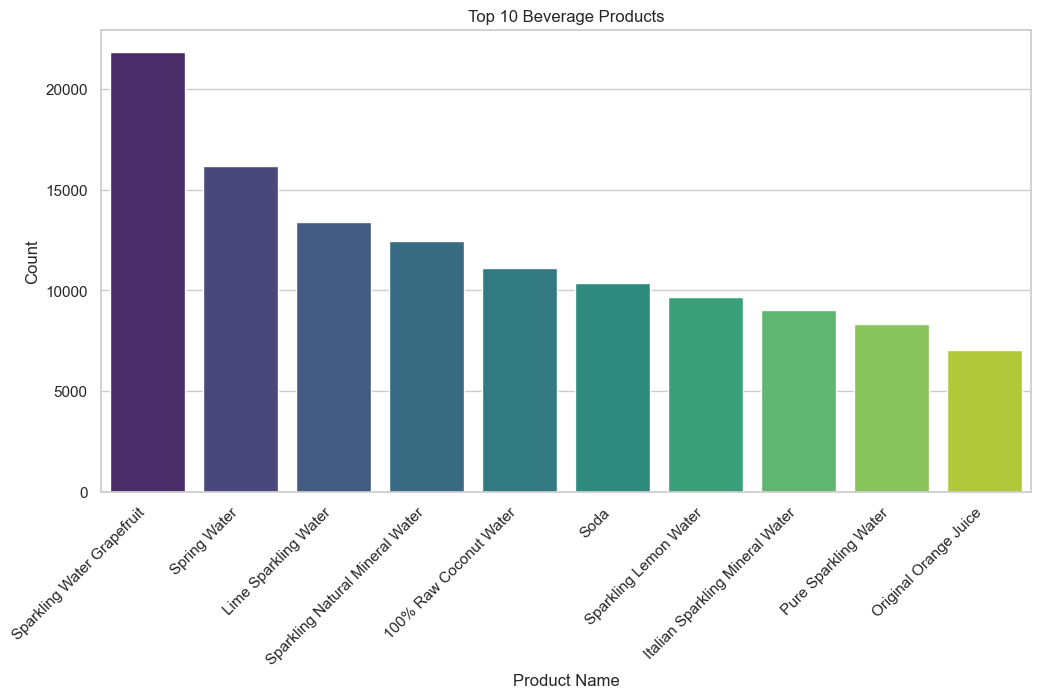 Top 10 Beverage Products
Count
20000
15000
10000
5000
0
Sparkling Water Grapefruit
Spring Water
Lime Sparkling Water
Sparkling Natural Mineral Water
100% Raw Coconut Water
Soda
Sparkling Lemon Water
Italian Sparkling Mineral Water
Pure Sparkling Water
Original Orange Juice
Product Name